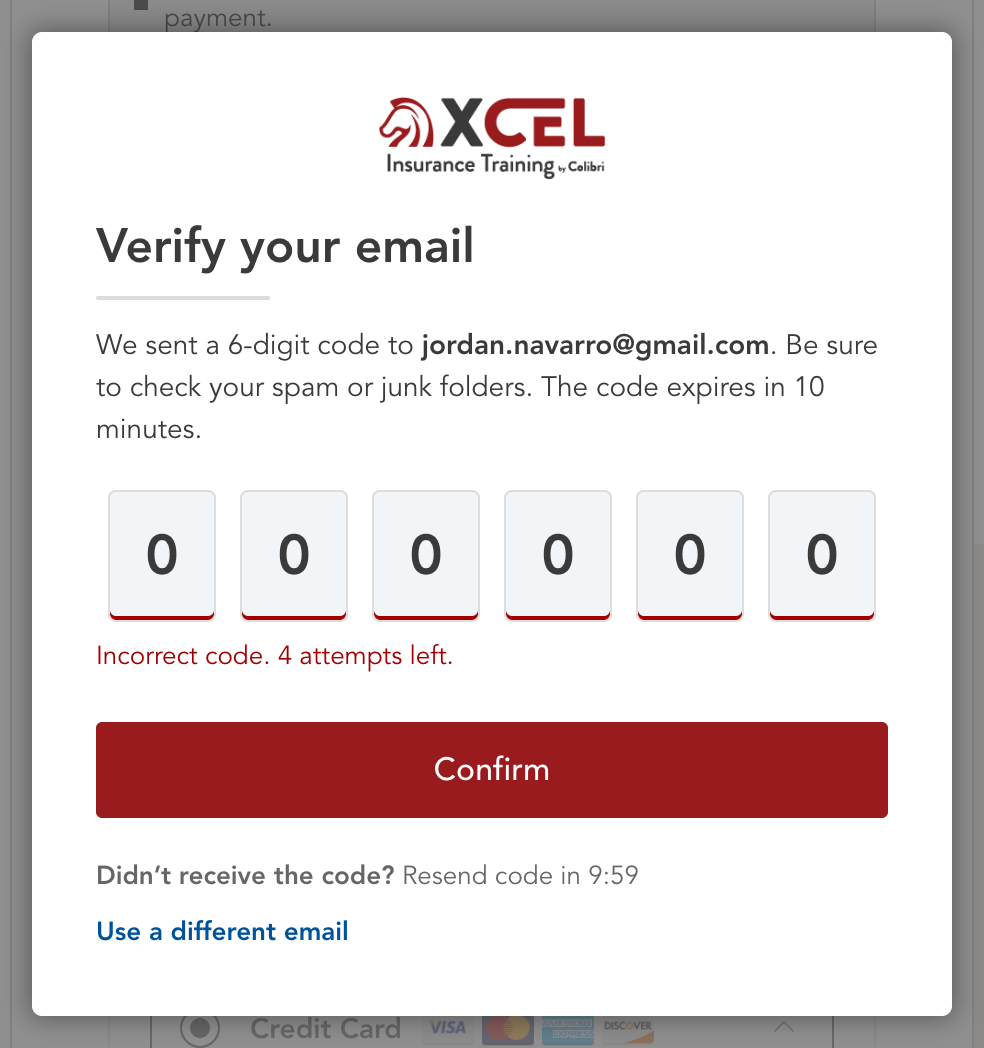 payment.
XCEL
Insurance Training by Colibri
Verify your email
We sent a 6-digit code to jordan.navarro@gmail.com. Be sure
to check your spam or junk folders. The code expires in 10
minutes.
0 0 0 0 0 0
Incorrect code. 4 attempts left.
Confirm
Didn’t receive the code? Resend code in 9:59
Use a different email
Credit Card VISA AMERICAN EXPRESS DISCOVER